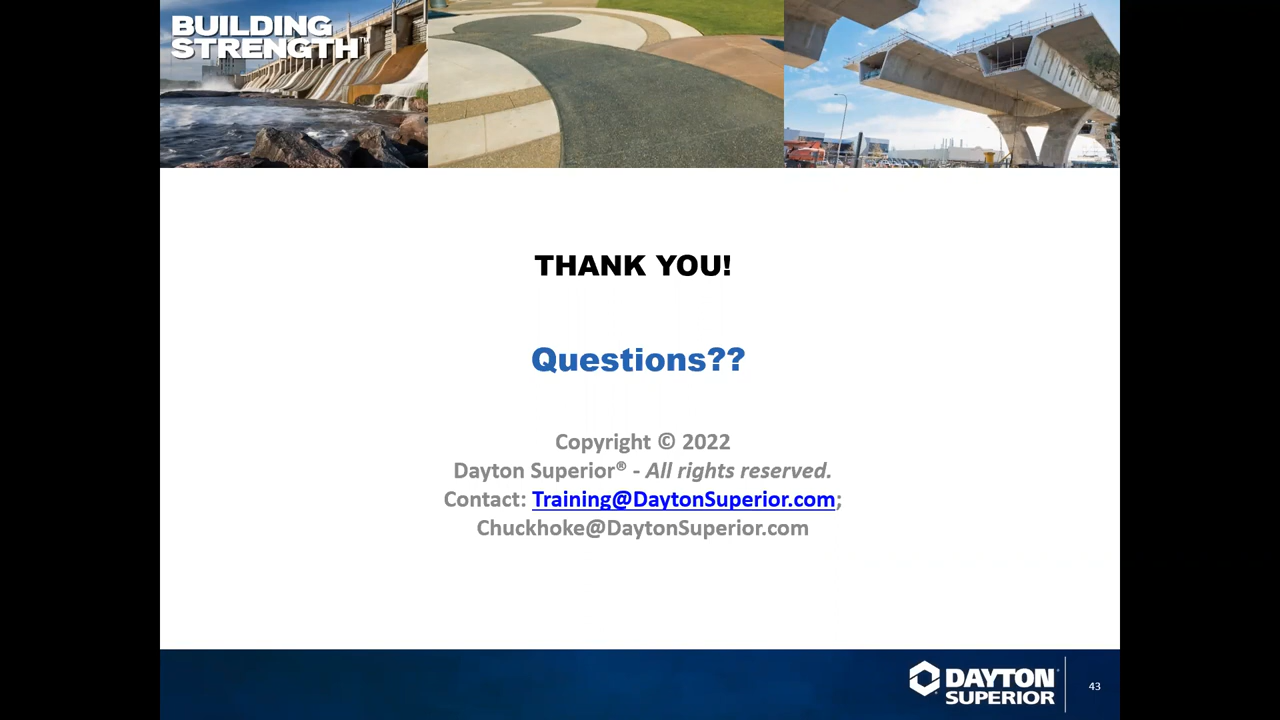 BUILDING
STRENGTH™
THANK YOU!
Questions??
Copyright © 2022
Dayton Superior® - All rights reserved.
Contact: Training@DaytonSuperior.com;
Chuckhoke@DaytonSuperior.com
DAYTON
SUPERIOR
43